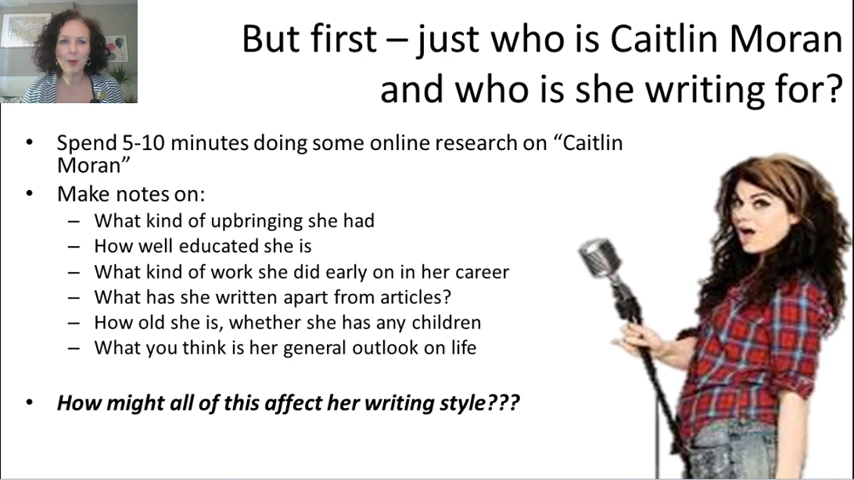 But first – just who is Caitlin Moran
and who is she writing for?
• Spend 5-10 minutes doing some online research on “Caitlin
Moran”
• Make notes on:
– What kind of upbringing she had
– How well educated she is
– What kind of work she did early on in her career
– What has she written apart from articles?
– How old she is, whether she has any children
– What you think is her general outlook on life
• How might all of this affect her writing style???